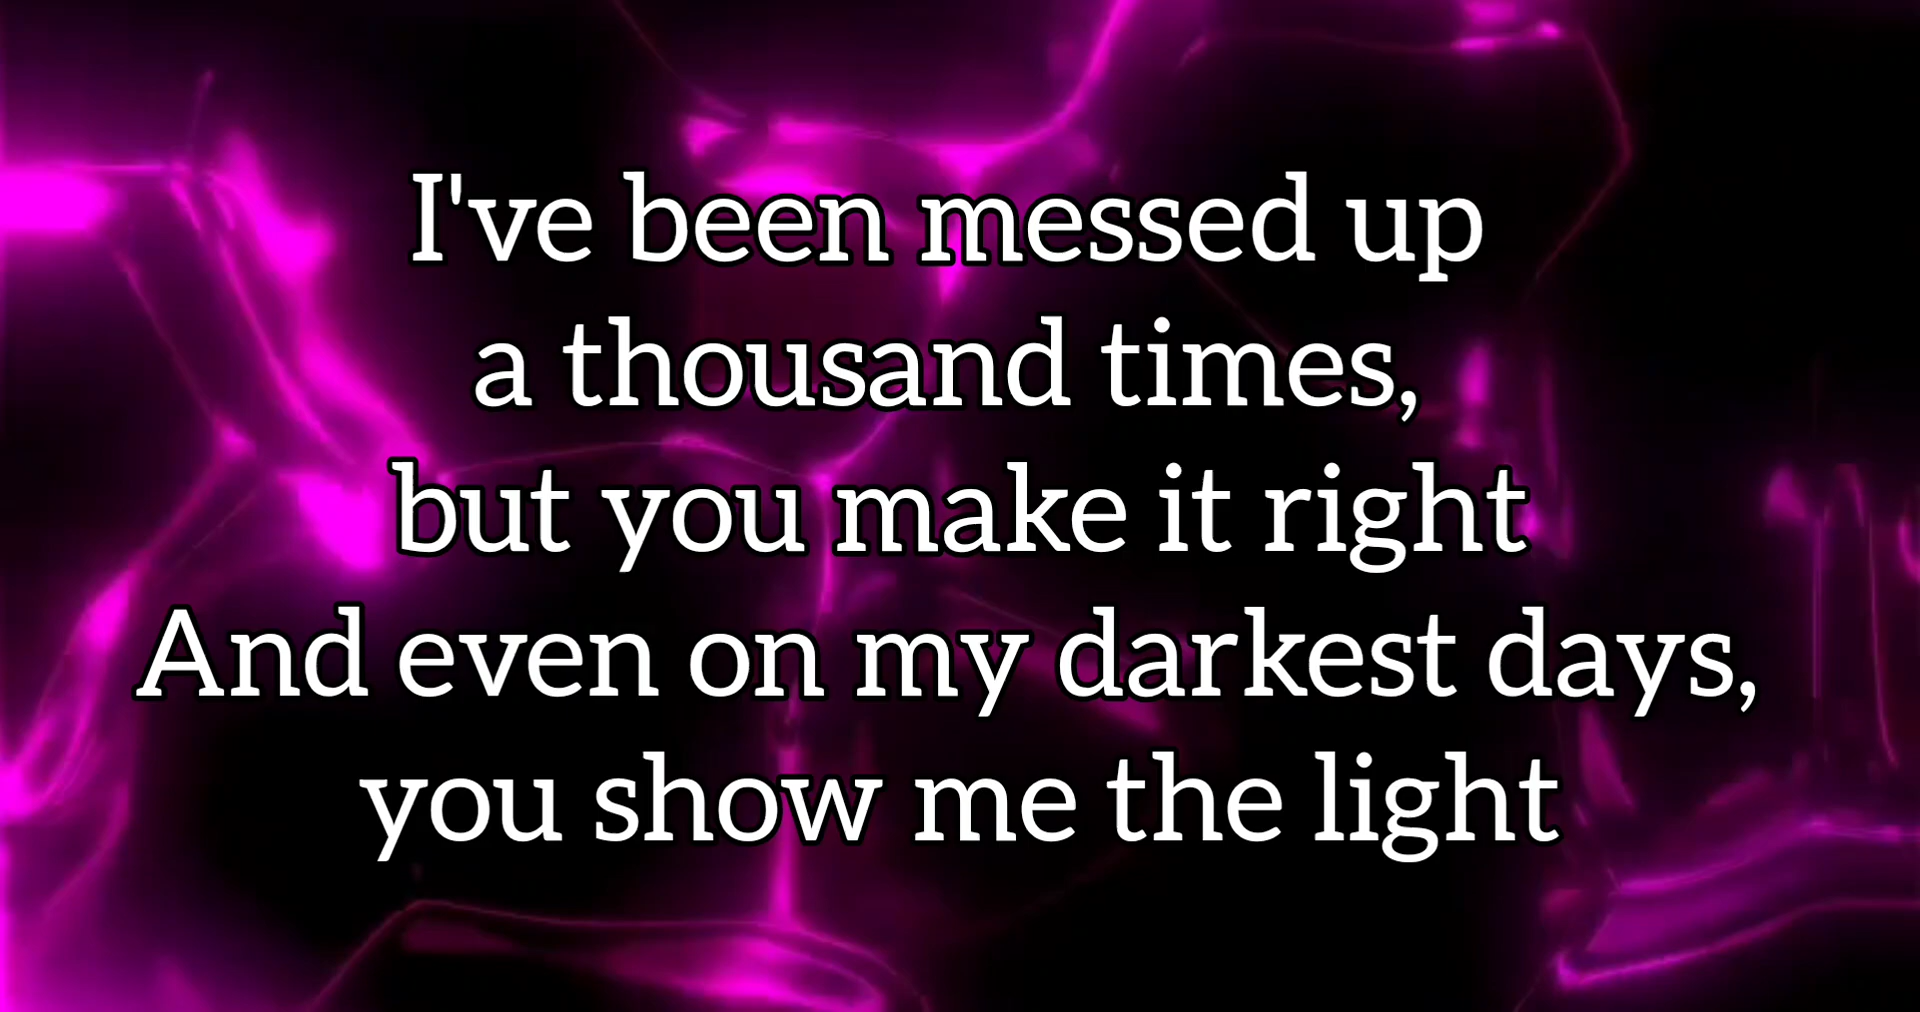 I've been messed up
a thousand times,
but you make it right
And even on my darkest days,
you show me the light